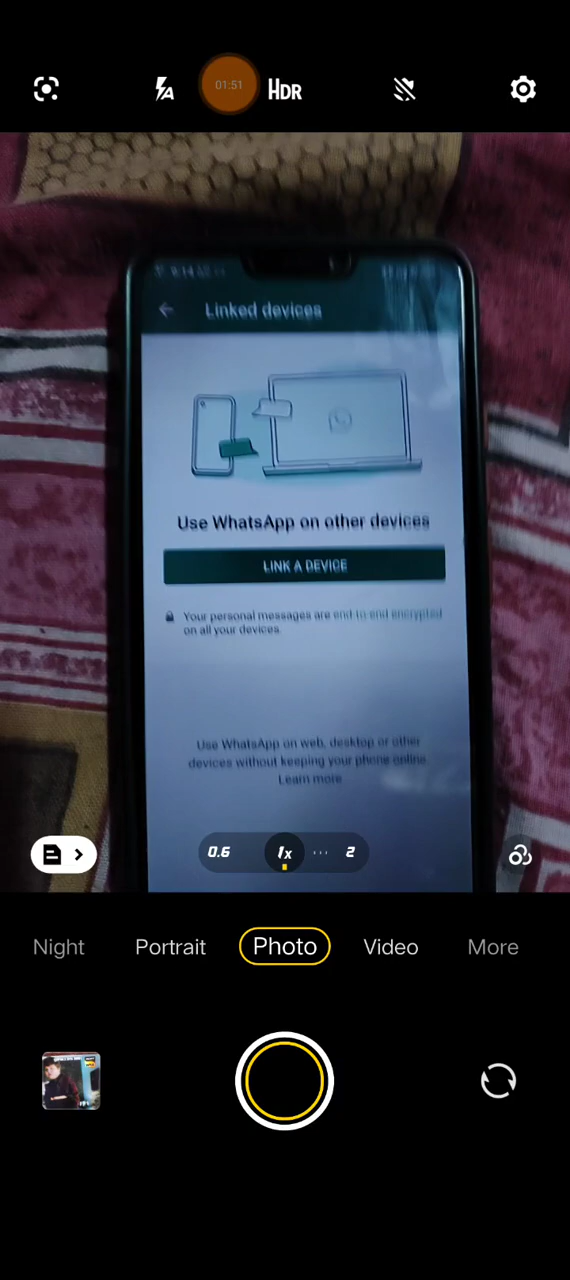 01:51
HDR
Linked devices
Use WhatsApp on other devices
LINK A DEVICE
Your personal messages are end-to-end encrypted
on all your devices.
Use WhatsApp on web, desktop or other
devices without keeping your phone online.
Learn more
0.6
1x
2
Night
Portrait
Photo
Video
More